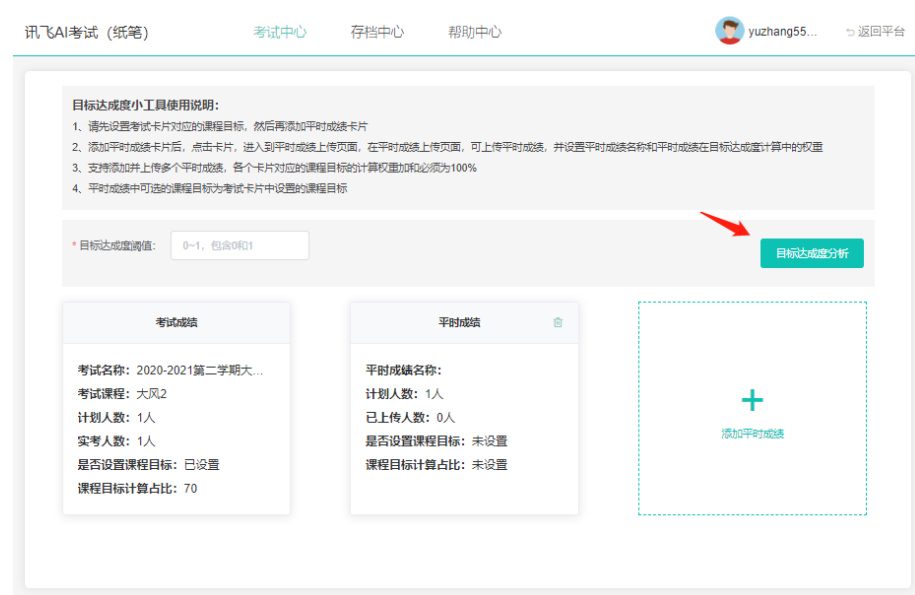 讯飞AI考试（纸笔） 考试中心 存档中心 帮助中心 yuzhang55... 返回平台
目标达成度小工具使用说明：
1、请先设置考试卡片对应的课程目标，然后再添加平时成绩卡片
2、添加平时成绩卡片后，点击卡片，进入到平时成绩上传页面，在平时成绩上传页面，可上传平时成绩，并设置平时成绩名称和平时成绩在目标达成度计算中的权重
3、支持添加并上传多个平时成绩，各个卡片对应的课程目标的计算权重加和必须为100%
4、平时成绩中可选的课程目标为考试卡片中设置的课程目标
* 目标达成度阈值： 0~1，包含0和1
目标达成度分析
考试成绩
考试名称：2020-2021第二学期大...
考试课程：大风2
计划人数：1人
实考人数：1人
是否设置课程目标：已设置
课程目标计算占比：70
平时成绩
平时成绩名称：
计划人数：1人
已上传人数：0人
是否设置课程目标：未设置
课程目标计算占比：未设置
添加平时成绩